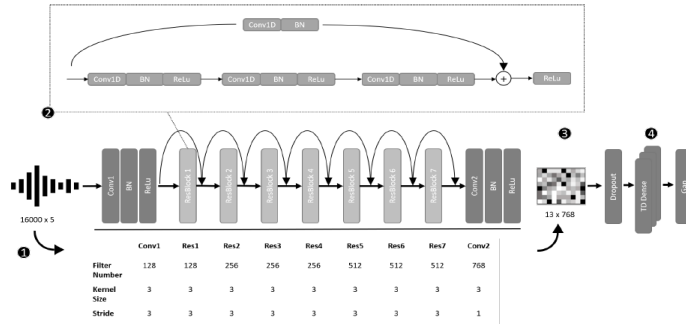 Conv1D BN
Conv1D BN ReLu Conv1D BN ReLu Conv1D BN ReLu + ReLu
2
3
4
Conv1 BN ReLu ResBlock 1 ResBlock 2 ResBlock 3 ResBlock 4 ResBlock 5 ResBlock 6 ResBlock 7 Conv2 BN ReLu Dropout TD Dense
16000 x 5
13 x 768
1
Conv1 Res1 Res2 Res3 Res4 Res5 Res6 Res7 Conv2
Filter Number 128 128 256 256 256 512 512 512 768
Kernel Size 3 3 3 3 3 3 3 3 3
Stride 3 3 3 3 3 3 3 3 1